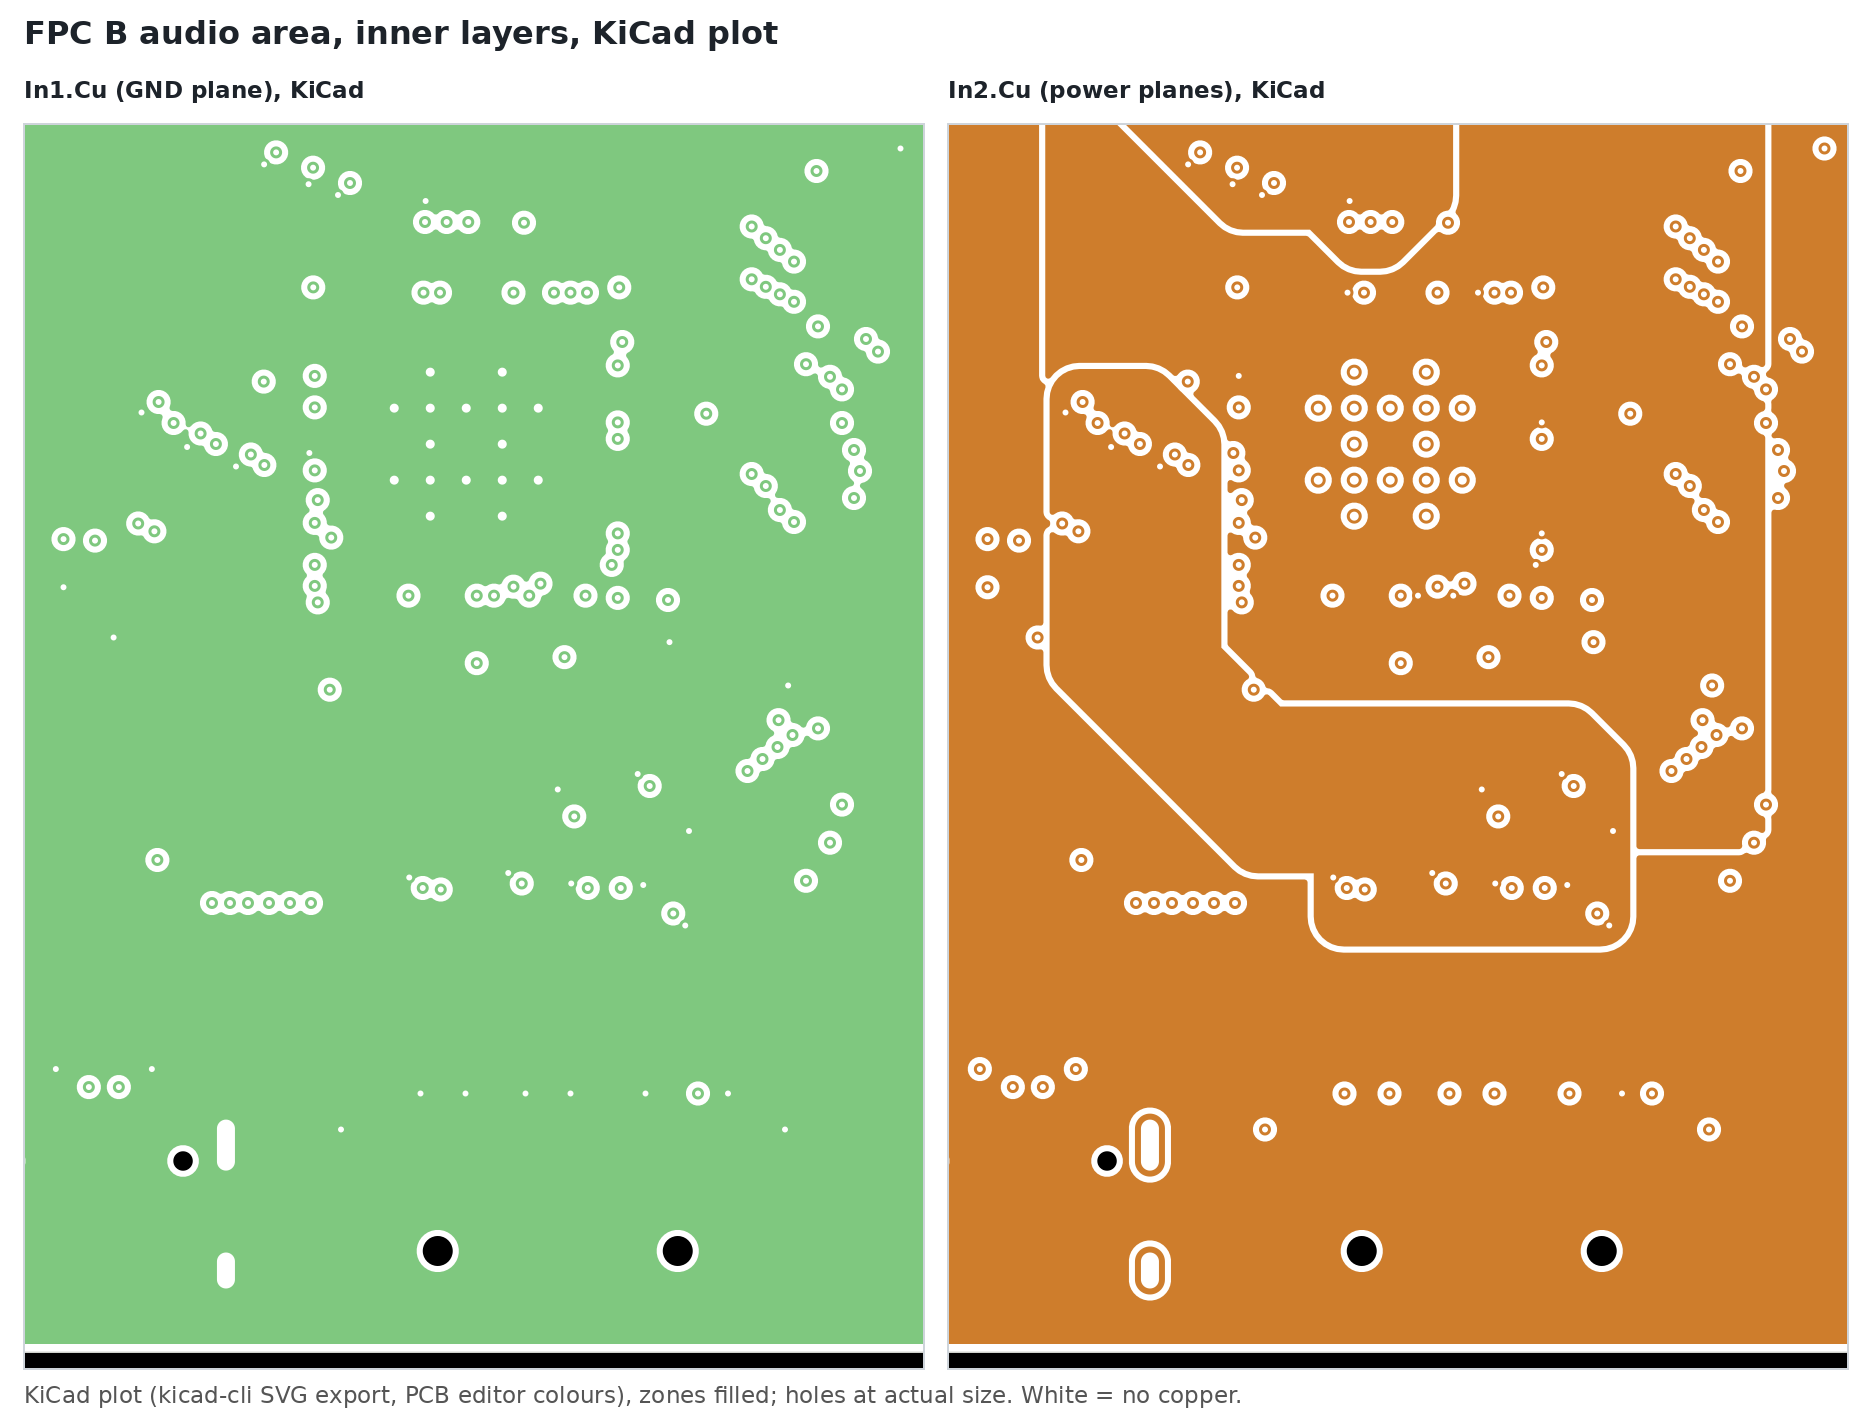 FPC B audio area, inner layers, KiCad plot
In1.Cu (GND plane), KiCad
In2.Cu (power planes), KiCad
KiCad plot (kicad-cli SVG export, PCB editor colours), zones filled; holes at actual size. White = no copper.